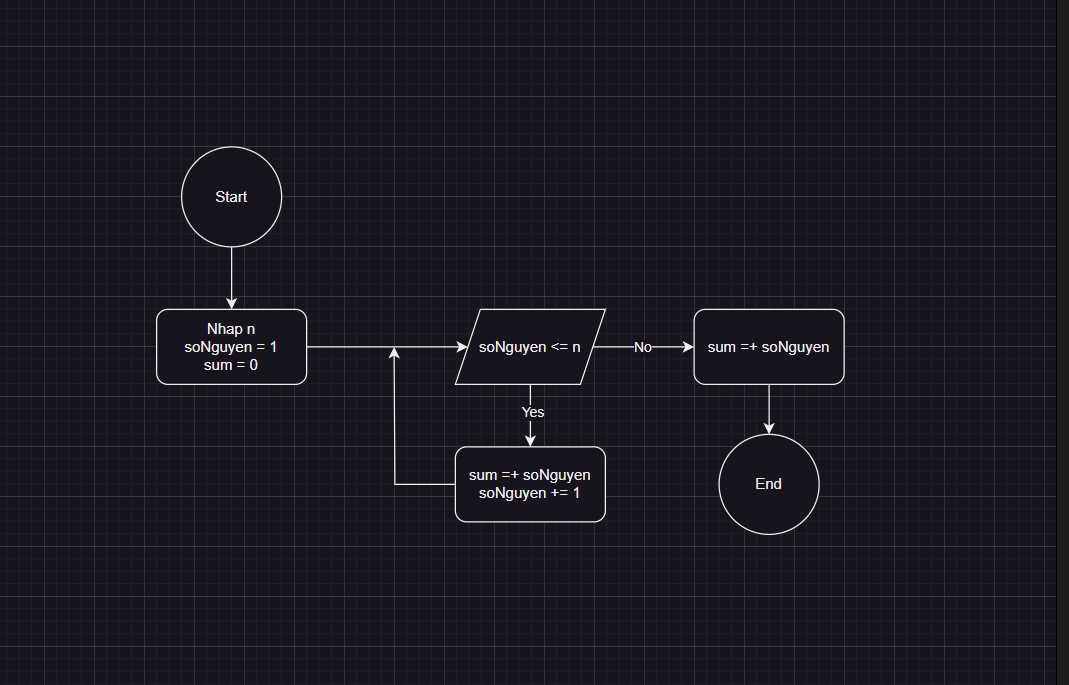 Start
Nhap n
soNguyen = 1
sum = 0
soNguyen <= n
No
sum =+ soNguyen
Yes
sum =+ soNguyen
soNguyen += 1
End